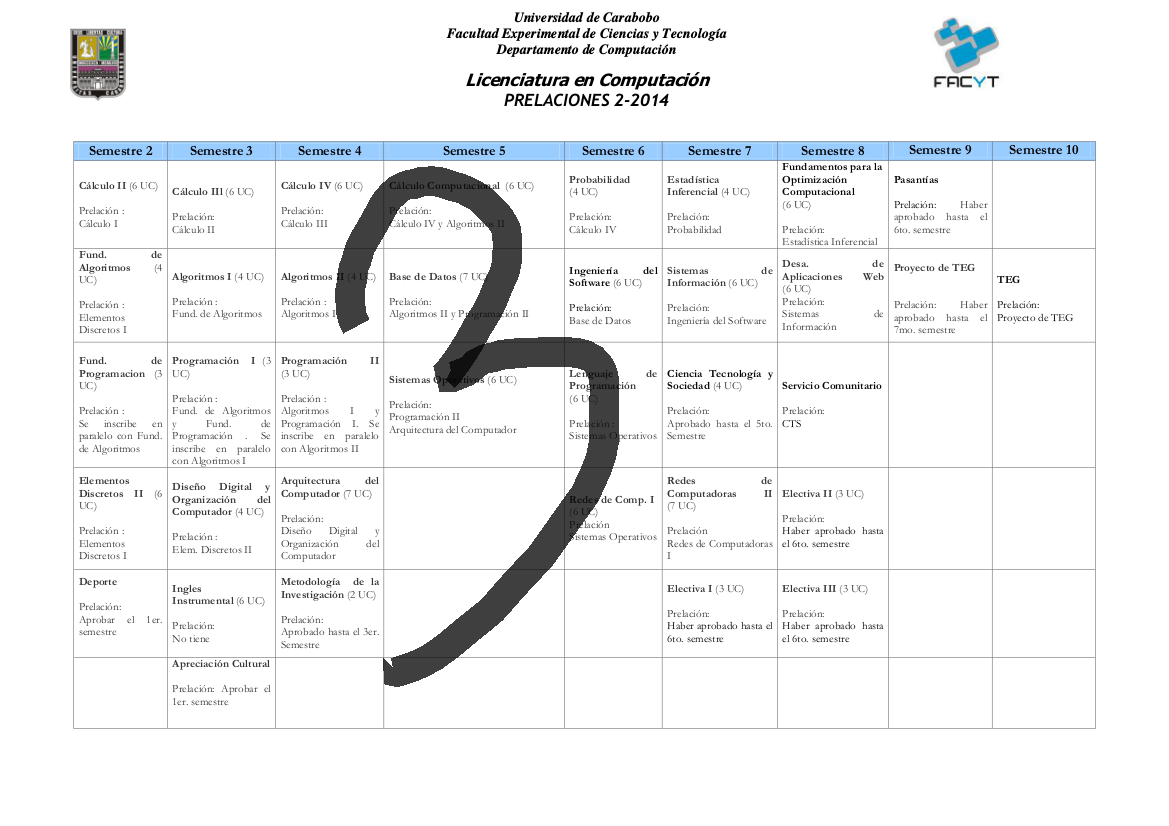 Universidad de Carabobo
Facultad Experimental de Ciencias y Tecnología
Departamento de Computación
Licenciatura en Computación
PRELACIONES 2-2014
FACYT
Semestre 2
Semestre 3
Semestre 4
Semestre 5
Semestre 6
Semestre 7
Semestre 8
Semestre 9
Semestre 10
Cálculo II (6 UC)
Prelación :
Cálculo I
Cálculo III (6 UC)
Prelación:
Cálculo II
Cálculo IV (6 UC)
Prelación:
Cálculo III
Cálculo Computacional (6 UC)
Prelación:
Cálculo IV y Algoritmos II
Probabilidad
(4 UC)
Prelación:
Cálculo IV
Estadística
Inferencial (4 UC)
Prelación:
Probabilidad
Fundamentos para la
Optimización
Computacional
(6 UC)
Prelación:
Estadística Inferencial
Pasantías
Prelación: Haber
aprobado hasta el
6to. semestre
Fund. de
Algoritmos (4
UC)
Prelación :
Elementos
Discretos I
Algoritmos I (4 UC)
Prelación :
Fund. de Algoritmos
Algoritmos II (4 UC)
Prelación :
Algoritmos I
Base de Datos (7 UC)
Prelación:
Algoritmos II y Programación II
Ingeniería del
Software (6 UC)
Prelación:
Base de Datos
Sistemas de
Información (6 UC)
Prelación:
Ingeniería del Software
Desa. de
Aplicaciones Web
(6 UC)
Prelación:
Sistemas de
Información
Proyecto de TEG
Prelación: Haber
aprobado hasta el
7mo. semestre
TEG
Prelación:
Proyecto de TEG
Fund. de
Programacion (3
UC)
Prelación :
Se inscribe en
paralelo con Fund.
de Algoritmos
Programación I (3
UC)
Prelación :
Fund. de Algoritmos
y Fund. de
Programación . Se
inscribe en paralelo
con Algoritmos I
Programación II
(3 UC)
Prelación :
Algoritmos I y
Programación I. Se
inscribe en paralelo
con Algoritmos II
Sistemas Operativos (6 UC)
Prelación:
Programación II
Arquitectura del Computador
Lenguaje de
Programación
(6 UC)
Prelación :
Sistemas Operativos
Ciencia Tecnología y
Sociedad (4 UC)
Prelación:
Aprobado hasta el 5to.
Semestre
Servicio Comunitario
Prelación:
CTS
Elementos
Discretos II (6
UC)
Prelación :
Elementos
Discretos I
Diseño Digital y
Organización del
Computador (4 UC)
Prelación :
Elem. Discretos II
Arquitectura del
Computador (7 UC)
Prelación:
Diseño Digital y
Organización del
Computador
Redes de Comp. I
(6 UC)
Prelación
Sistemas Operativos
Redes de
Computadoras II
(7 UC)
Prelación
Redes de Computadoras
I
Electiva II (3 UC)
Prelación:
Haber aprobado hasta
el 6to. semestre
Deporte
Prelación:
Aprobar el 1er.
semestre
Ingles
Instrumental (6 UC)
Prelación:
No tiene
Metodología de la
Investigación (2 UC)
Prelación:
Aprobado hasta el 3er.
Semestre
Electiva I (3 UC)
Prelación:
Haber aprobado hasta el
6to. semestre
Electiva III (3 UC)
Prelación:
Haber aprobado hasta
el 6to. semestre
Apreciación Cultural
Prelación: Aprobar el
1er. semestre